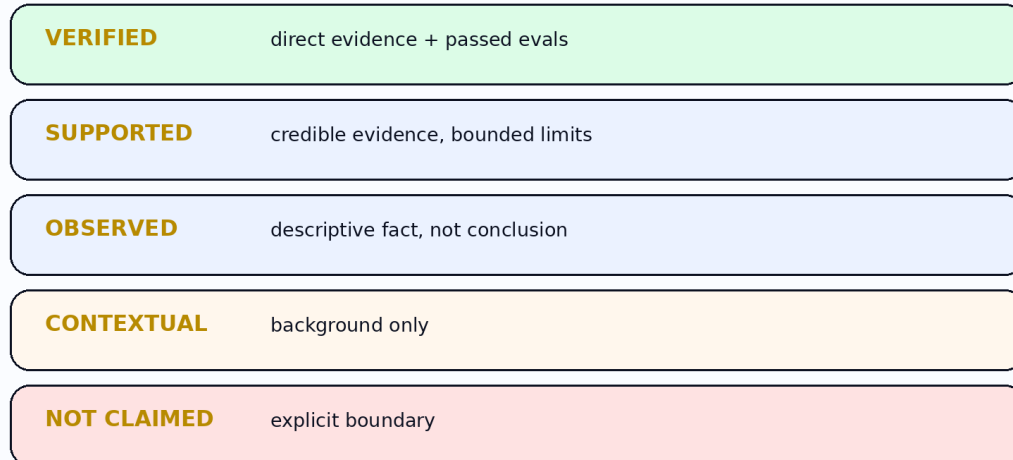 VERIFIED direct evidence + passed evals
SUPPORTED credible evidence, bounded limits
OBSERVED descriptive fact, not conclusion
CONTEXTUAL background only
NOT CLAIMED explicit boundary